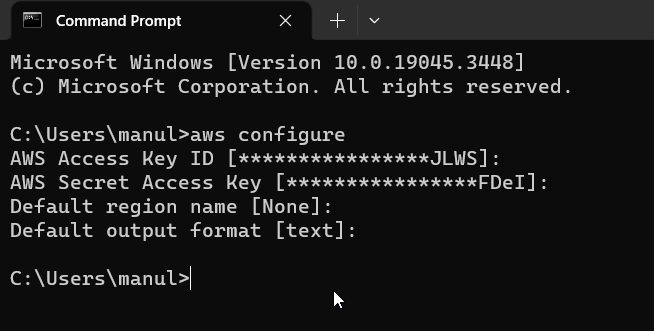 Command Prompt
Microsoft Windows [Version 10.0.19045.3448]
(c) Microsoft Corporation. All rights reserved.
C:\Users\manul>aws configure
AWS Access Key ID [****************JLWS]:
AWS Secret Access Key [****************FDeI]:
Default region name [None]:
Default output format [text]:
C:\Users\manul>